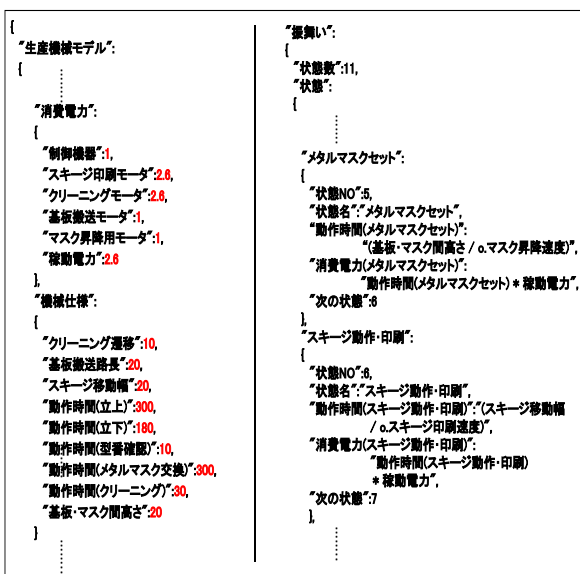 {
"生産機械モデル":
{
"消費電力":
{
"制御機器":1,
"スキージ印刷モータ":2.6,
"クリーニングモータ":2.6,
"基板搬送モータ":1,
"マスク昇降用モータ":1,
"稼動電力":2.6
},
"機械仕様":
{
"クリーニング遷移":10,
"基板搬送路長":20,
"スキージ移動幅":20,
"動作時間(立上)":300,
"動作時間(立下)":180,
"動作時間(型番確認)":10,
"動作時間(メタルマスク交換)":300,
"動作時間(クリーニング)":30,
"基板・マスク間高さ":20
}
"振舞い":
{
"状態数":11,
"状態":
{
"メタルマスクセット":
{
"状態NO":5,
"状態名":"メタルマスクセット",
"動作時間(メタルマスクセット)":
"(基板・マスク間高さ / o.マスク昇降速度)",
"消費電力(メタルマスクセット)":
"動作時間(メタルマスクセット) * 稼動電力",
"次の状態":6
},
"スキージ動作・印刷":
{
"状態NO":6,
"状態名":"スキージ動作・印刷",
"動作時間(スキージ動作・印刷)":"(スキージ移動幅
/ o.スキージ印刷速度)",
"消費電力(スキージ動作・印刷)":
"動作時間(スキージ動作・印刷)
* 稼動電力",
"次の状態":7
},